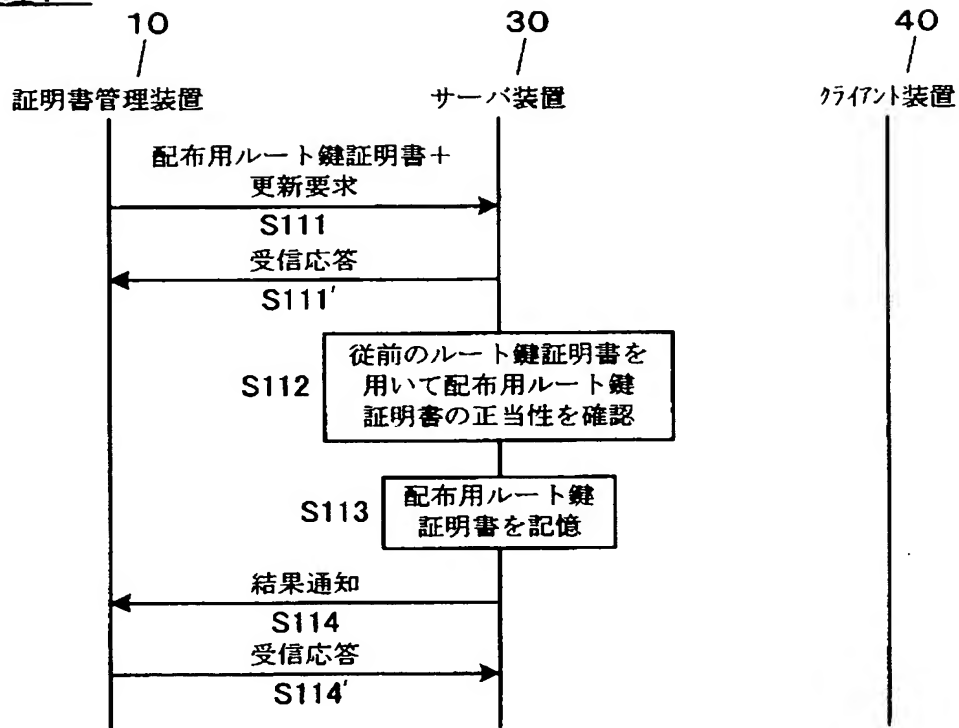 10
30
40
証明書管理装置
サーバ装置
クライアント装置
配布用ルート鍵証明書+
更新要求
S111
受信応答
S111'
S112
従前のルート鍵証明書を
用いて配布用ルート鍵
証明書の正当性を確認
S113
配布用ルート鍵
証明書を記憶
結果通知
S114
受信応答
S114'